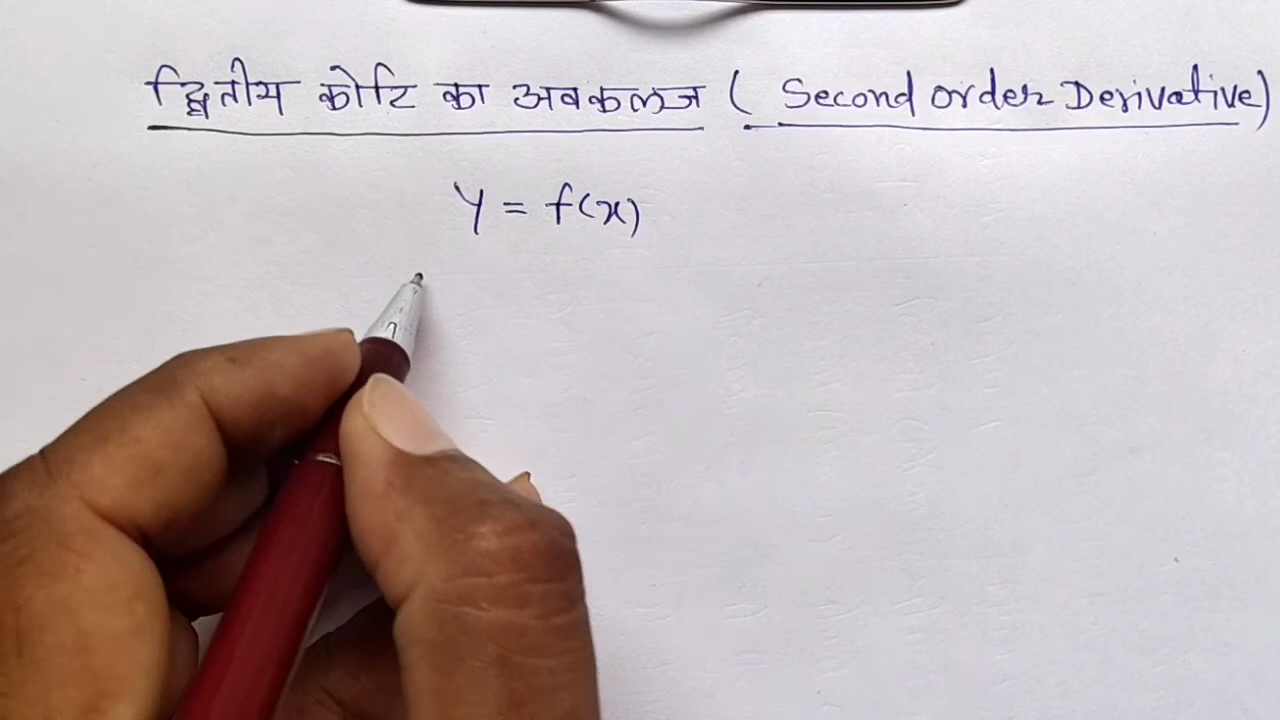 द्वितीय कोटि का अवकलज ( Second order Derivative)
y = f(x)